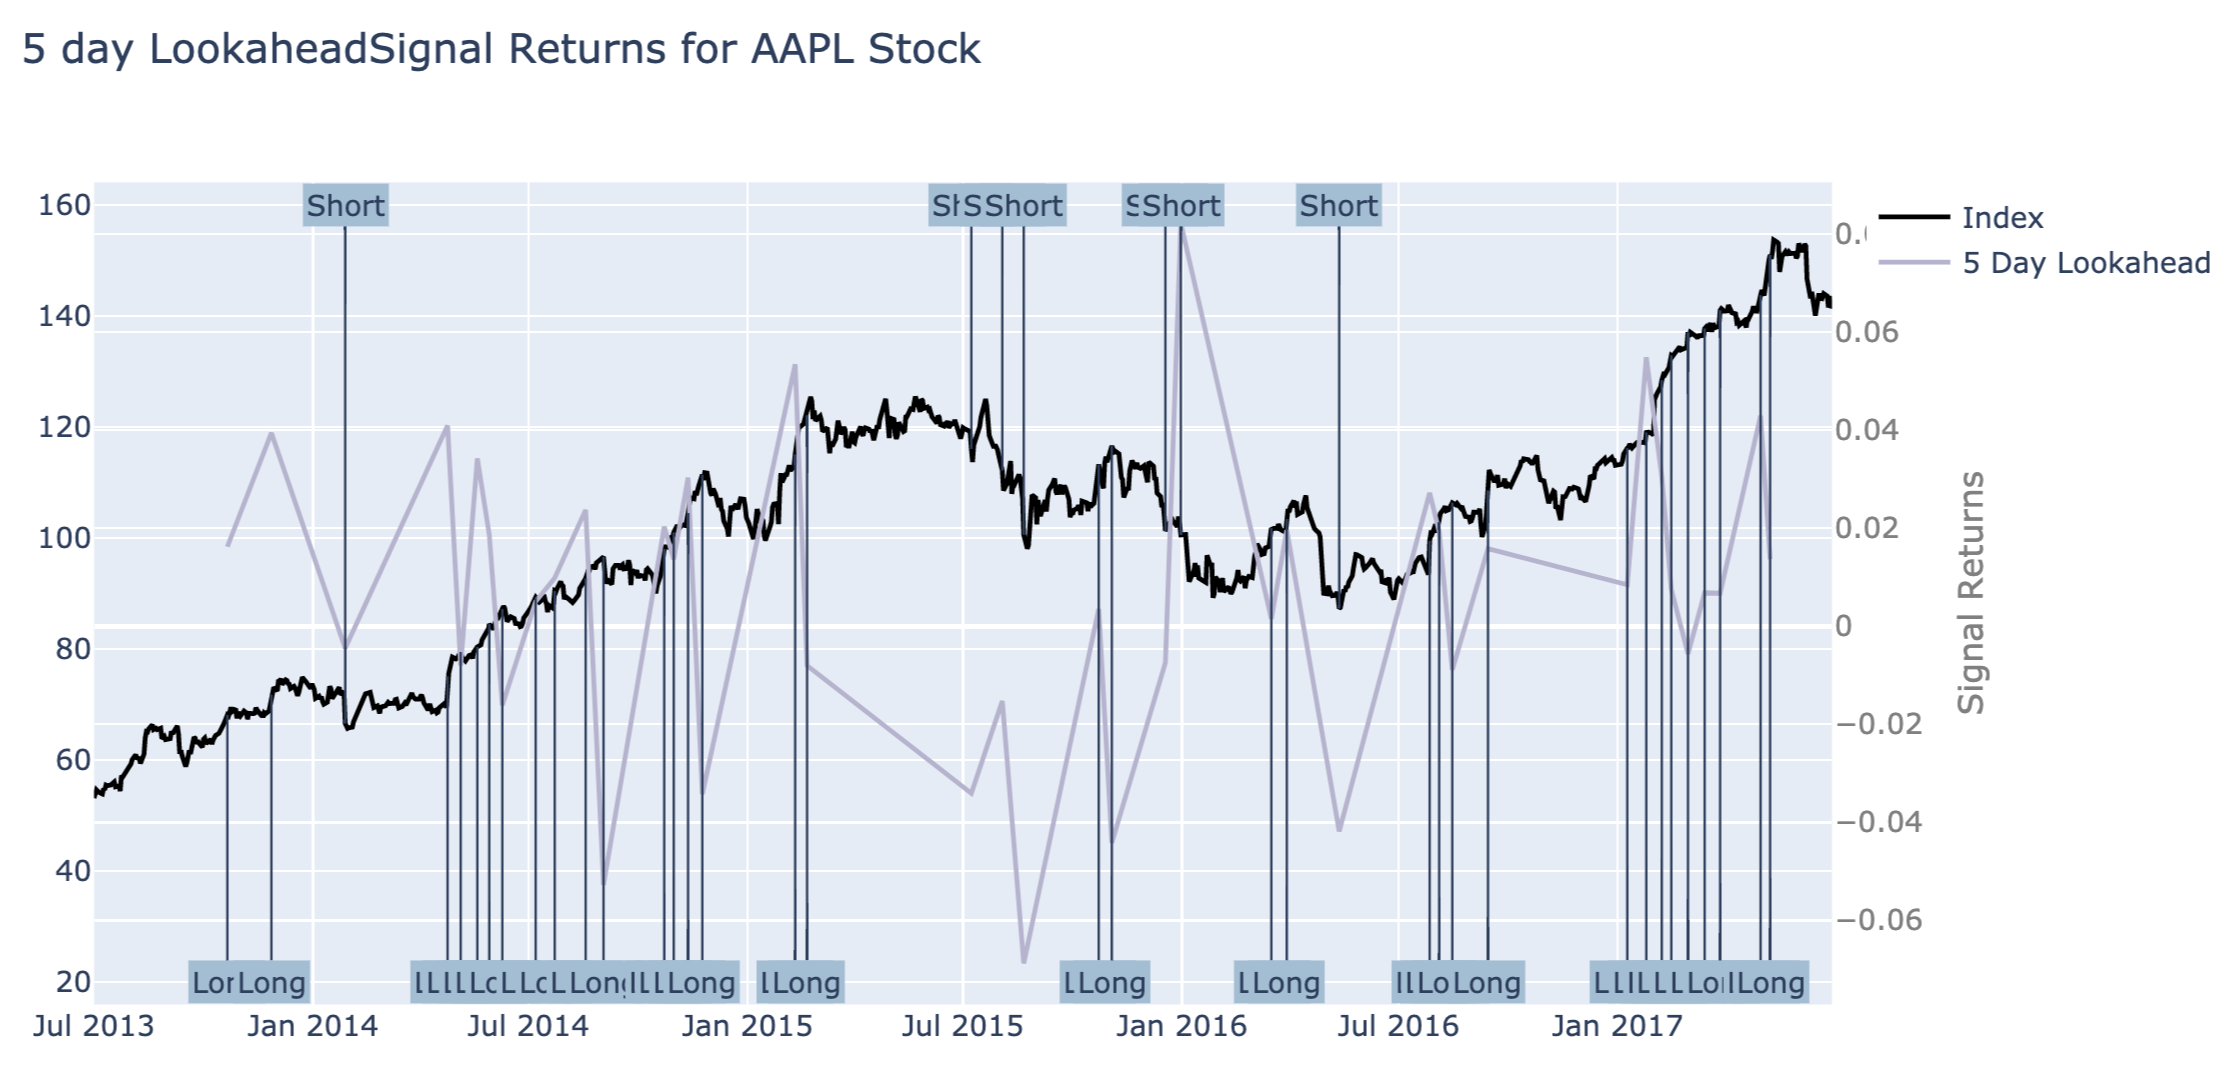 5 day LookaheadSignal Returns for AAPL Stock
Short
Short
Short
Short
160
140
120
100
80
60
40
20
0.06
0.04
0.02
0
−0.02
−0.04
−0.06
Signal Returns
Index
5 Day Lookahead
Long
Long
Long
Long
Long
Long
Long
Long
Jul 2013
Jan 2014
Jul 2014
Jan 2015
Jul 2015
Jan 2016
Jul 2016
Jan 2017